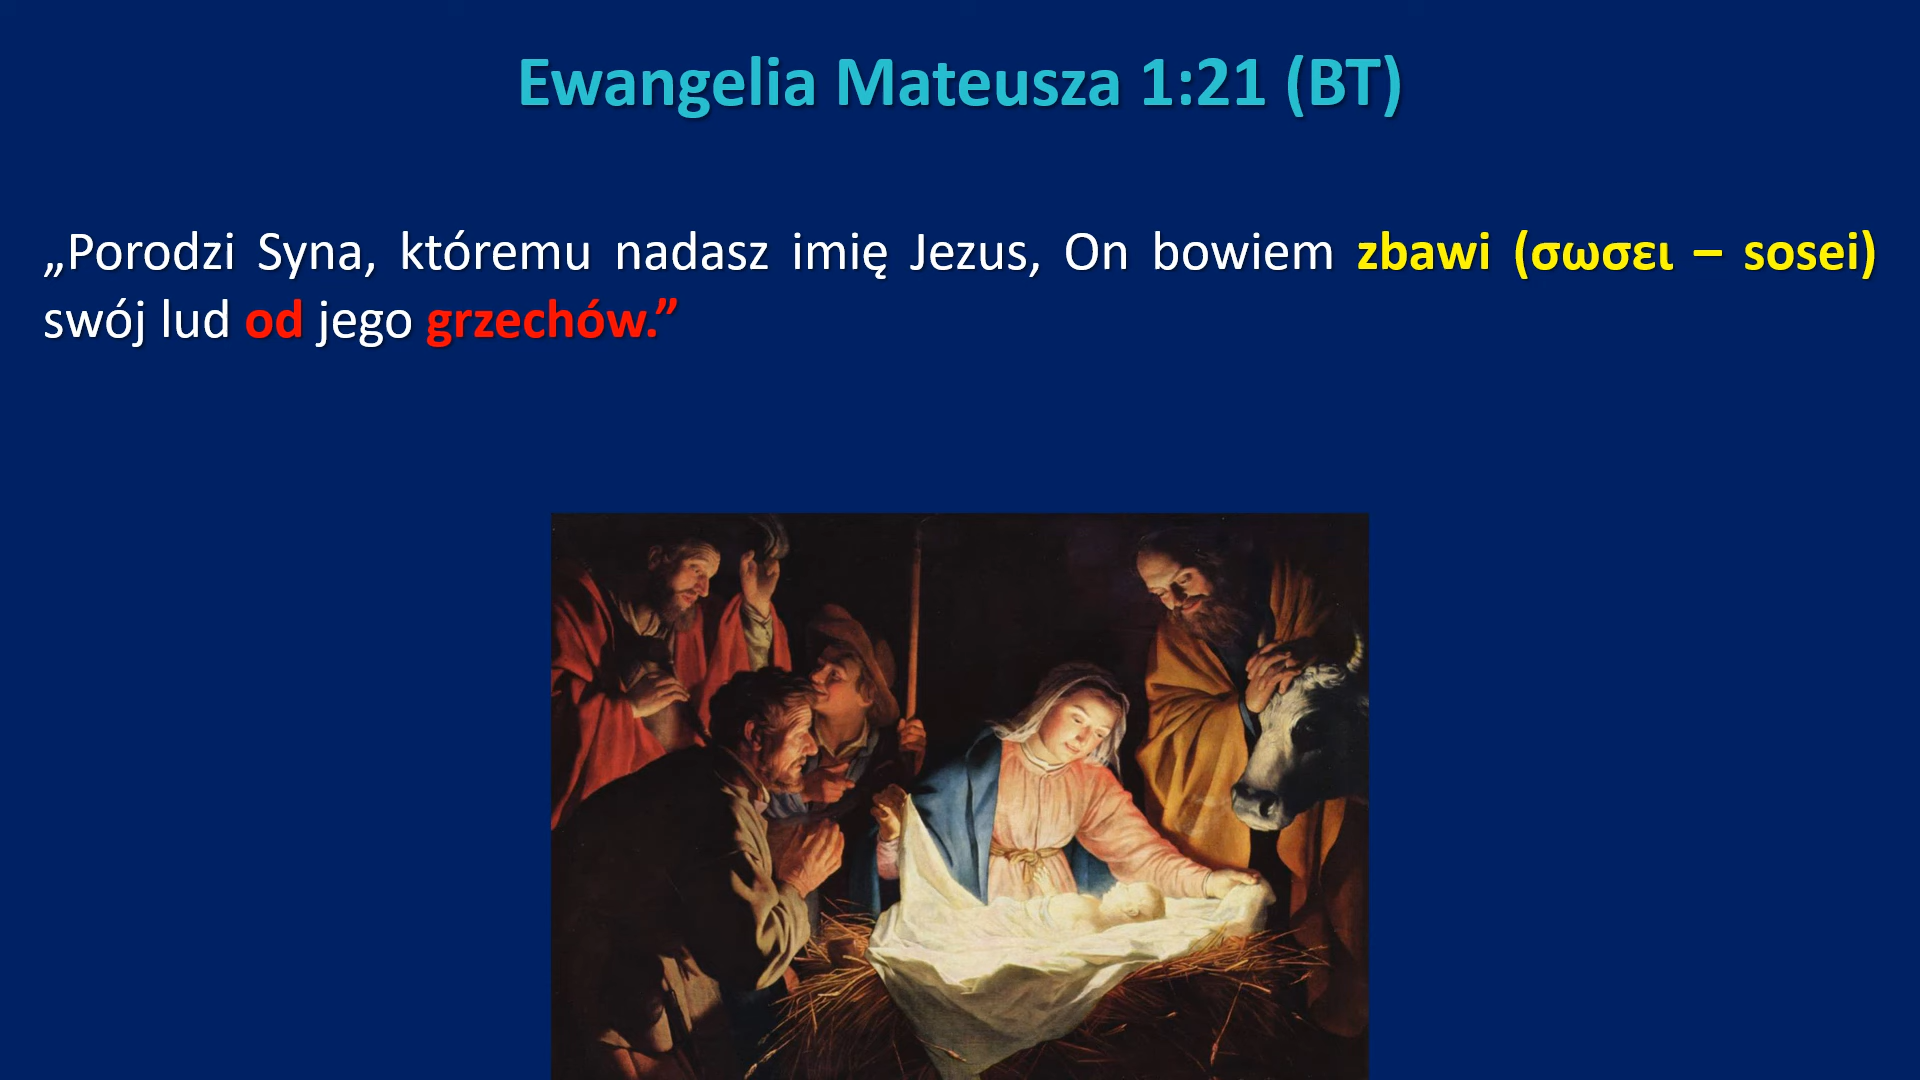 Ewangelia Mateusza 1:21 (BT)
„Porodzi Syna, któremu nadasz imię Jezus, On bowiem zbawi (σωσει – sosei)
swój lud od jego grzechów.”